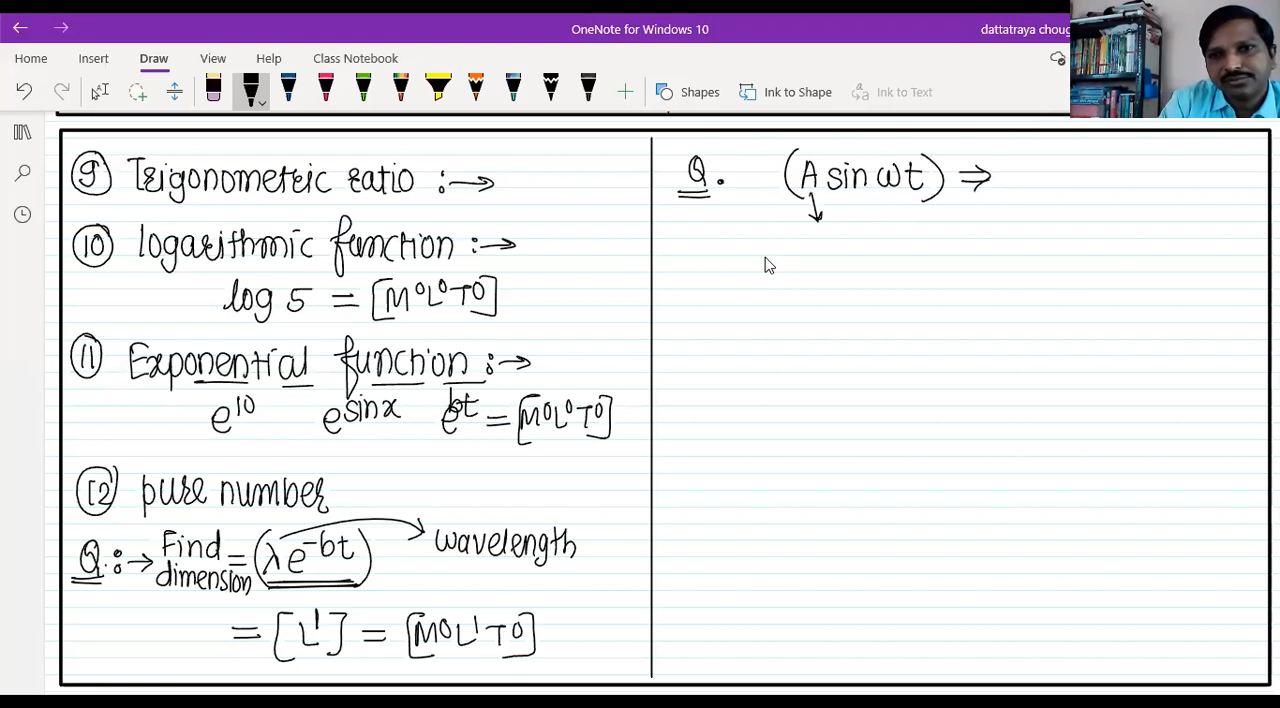 OneNote for Windows 10
dattatraya choug
Home Insert Draw View Help Class Notebook
Shapes Ink to Shape Ink to Text
9 Trigonometric ratio :→
10 logarithmic function :→
log 5 = [M⁰L⁰T⁰]
11 Exponential function :→
e¹⁰ e^sinx e^bt = [M⁰L⁰T⁰]
12 pure number
Q.:→ Find dimension = (λe^-bt) → wavelength
= [L¹] = [M⁰L¹T⁰]
Q. (A sin ωt) ⇒